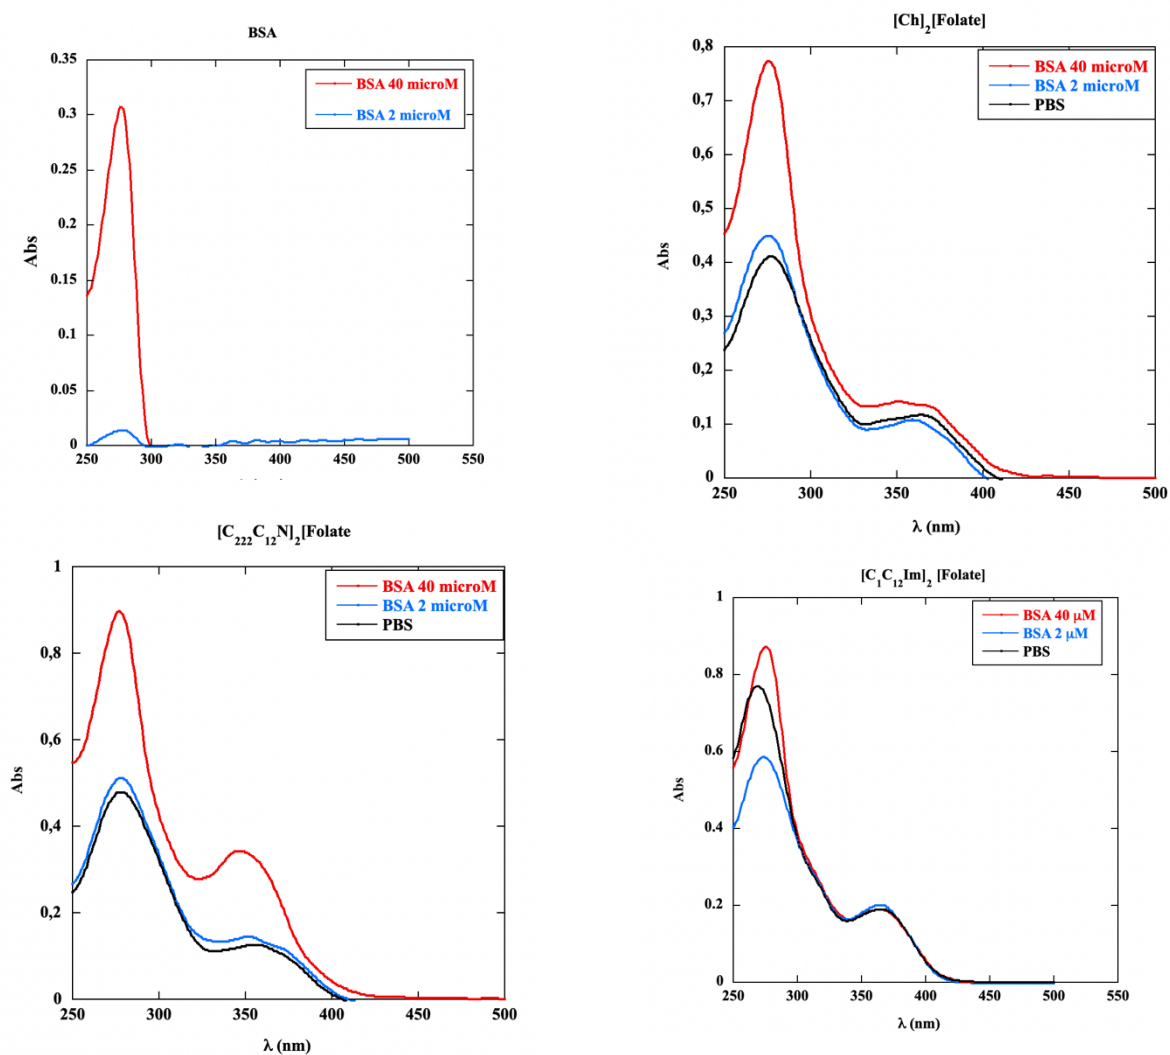 BSA
0.35
0.3
0.25
0.2
0.15
0.1
0.05
0
Abs
250 300 350 400 450 500 550
BSA 40 microM
BSA 2 microM
[Ch]2[Folate]
0,8
0,7
0,6
0,5
0,4
0,3
0,2
0,1
0
Abs
250 300 350 400 450 500
λ (nm)
BSA 40 microM
BSA 2 microM
PBS
[C222C12N]2[Folate
1
0,8
0,6
0,4
0,2
0
Abs
250 300 350 400 450 500
λ (nm)
BSA 40 microM
BSA 2 microM
PBS
[C1C12Im]2 [Folate]
1
0.8
0.6
0.4
0.2
0
Abs
250 300 350 400 450 500 550
λ (nm)
BSA 40 μM
BSA 2 μM
PBS